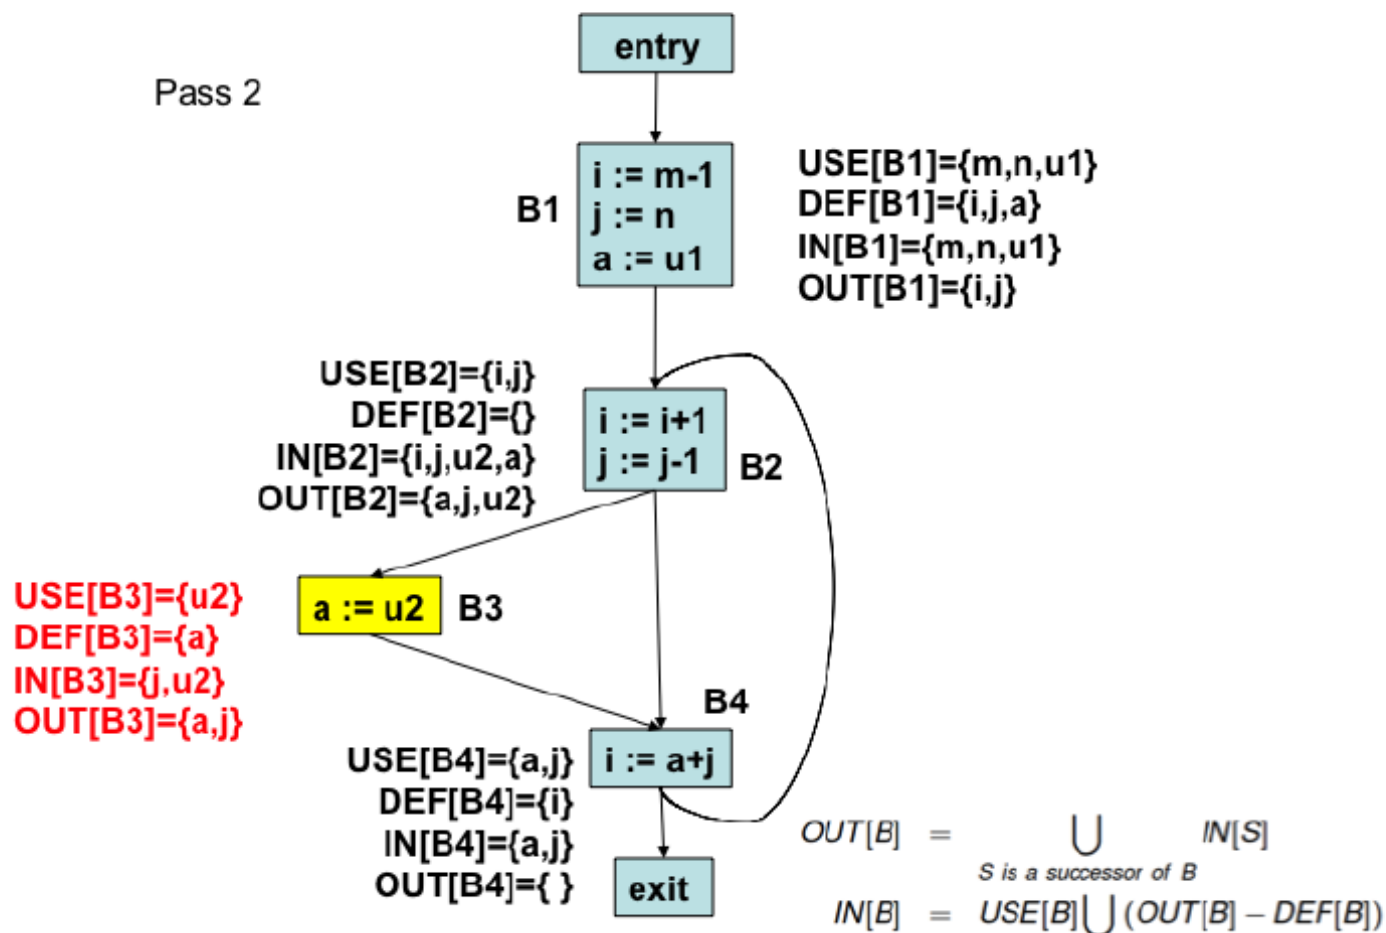 entry
Pass 2
B1
i := m-1
j := n
a := u1
USE[B1]={m,n,u1}
DEF[B1]={i,j,a}
IN[B1]={m,n,u1}
OUT[B1]={i,j}
USE[B2]={i,j}
DEF[B2]={}
IN[B2]={i,j,u2,a}
OUT[B2]={a,j,u2}
i := i+1
j := j-1
B2
USE[B3]={u2}
DEF[B3]={a}
IN[B3]={j,u2}
OUT[B3]={a,j}
a := u2
B3
B4
USE[B4]={a,j}
DEF[B4]={i}
IN[B4]={a,j}
OUT[B4]={ }
i := a+j
exit
OUT[B] = ⋃ IN[S]
S is a successor of B
IN[B] = USE[B] ⋃ (OUT[B] − DEF[B])